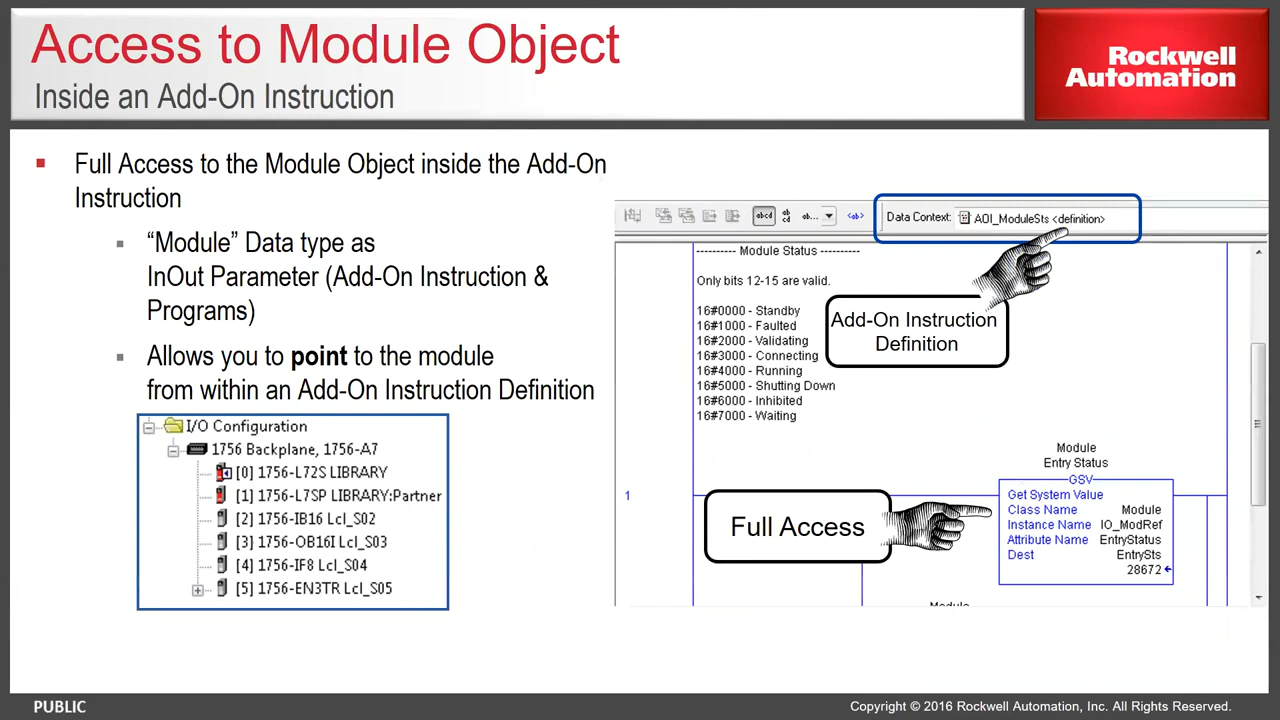 Access to Module Object
Inside an Add-On Instruction
Rockwell
Automation
Full Access to the Module Object inside the Add-On
Instruction
“Module” Data type as
InOut Parameter (Add-On Instruction &
Programs)
Allows you to point to the module
from within an Add-On Instruction Definition
I/O Configuration
1756 Backplane, 1756-A7
[0] 1756-L72S LIBRARY
[1] 1756-L7SP LIBRARY:Partner
[2] 1756-IB16 Lcl_S02
[3] 1756-OB16I Lcl_S03
[4] 1756-IF8 Lcl_S04
[5] 1756-EN3TR Lcl_S05
abcd
ab
cd
ab...
<ab>
Data Context:
AOI_ModuleSts <definition>
---------- Module Status ----------
Only bits 12-15 are valid.
16#0000 - Standby
16#1000 - Faulted
16#2000 - Validating
16#3000 - Connecting
16#4000 - Running
16#5000 - Shutting Down
16#6000 - Inhibited
16#7000 - Waiting
Add-On Instruction
Definition
Module
Entry Status
GSV
Get System Value
Class Name Module
Instance Name IO_ModRef
Attribute Name EntryStatus
Dest EntrySts
28672
1
Full Access
PUBLIC
Copyright © 2016 Rockwell Automation, Inc. All Rights Reserved.